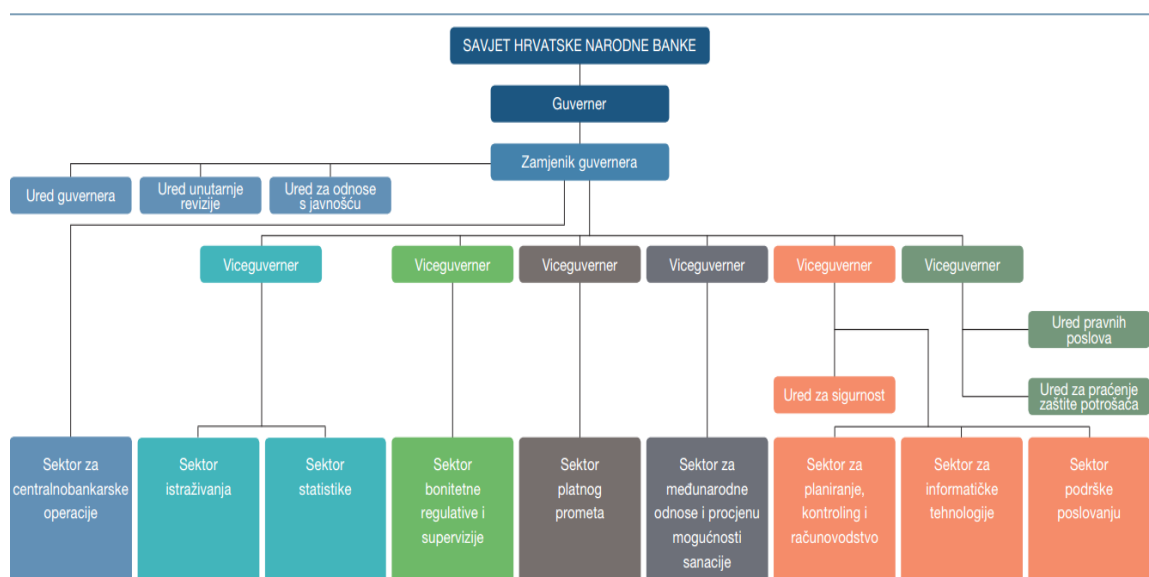 SAVJET HRVATSKE NARODNE BANKE
Guverner
Zamjenik guvernera
Ured guvernera
Ured unutarnje
revizije
Ured za odnose
s javnošću
Viceguverner
Viceguverner
Viceguverner
Viceguverner
Viceguverner
Viceguverner
Ured pravnih
poslova
Ured za sigurnost
Ured za praćenje
zaštite potrošača
Sektor za
centralnobankarske
operacije
Sektor
istraživanja
Sektor
statistike
Sektor
bonitetne
regulative i
supervizije
Sektor
platnog
prometa
Sektor za
međunarodne
odnose i procjenu
mogućnosti
sanacije
Sektor za
planiranje,
kontroling i
računovodstvo
Sektor za
informatičke
tehnologije
Sektor
podrške
poslovanju